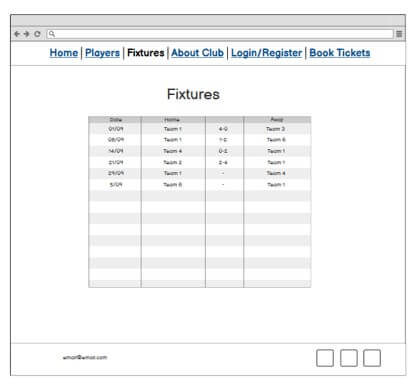 Home | Players | Fixtures | About Club | Login/Register | Book Tickets
Fixtures
Date Home Away
01/09 Team 1 4-0 Team 3
08/09 Team 1 1-2 Team 6
14/09 Team 4 0-2 Team 1
21/09 Team 2 2-4 Team 1
29/09 Team 1 - Team 4
5/09 Team 6 - Team 1
email@email.com